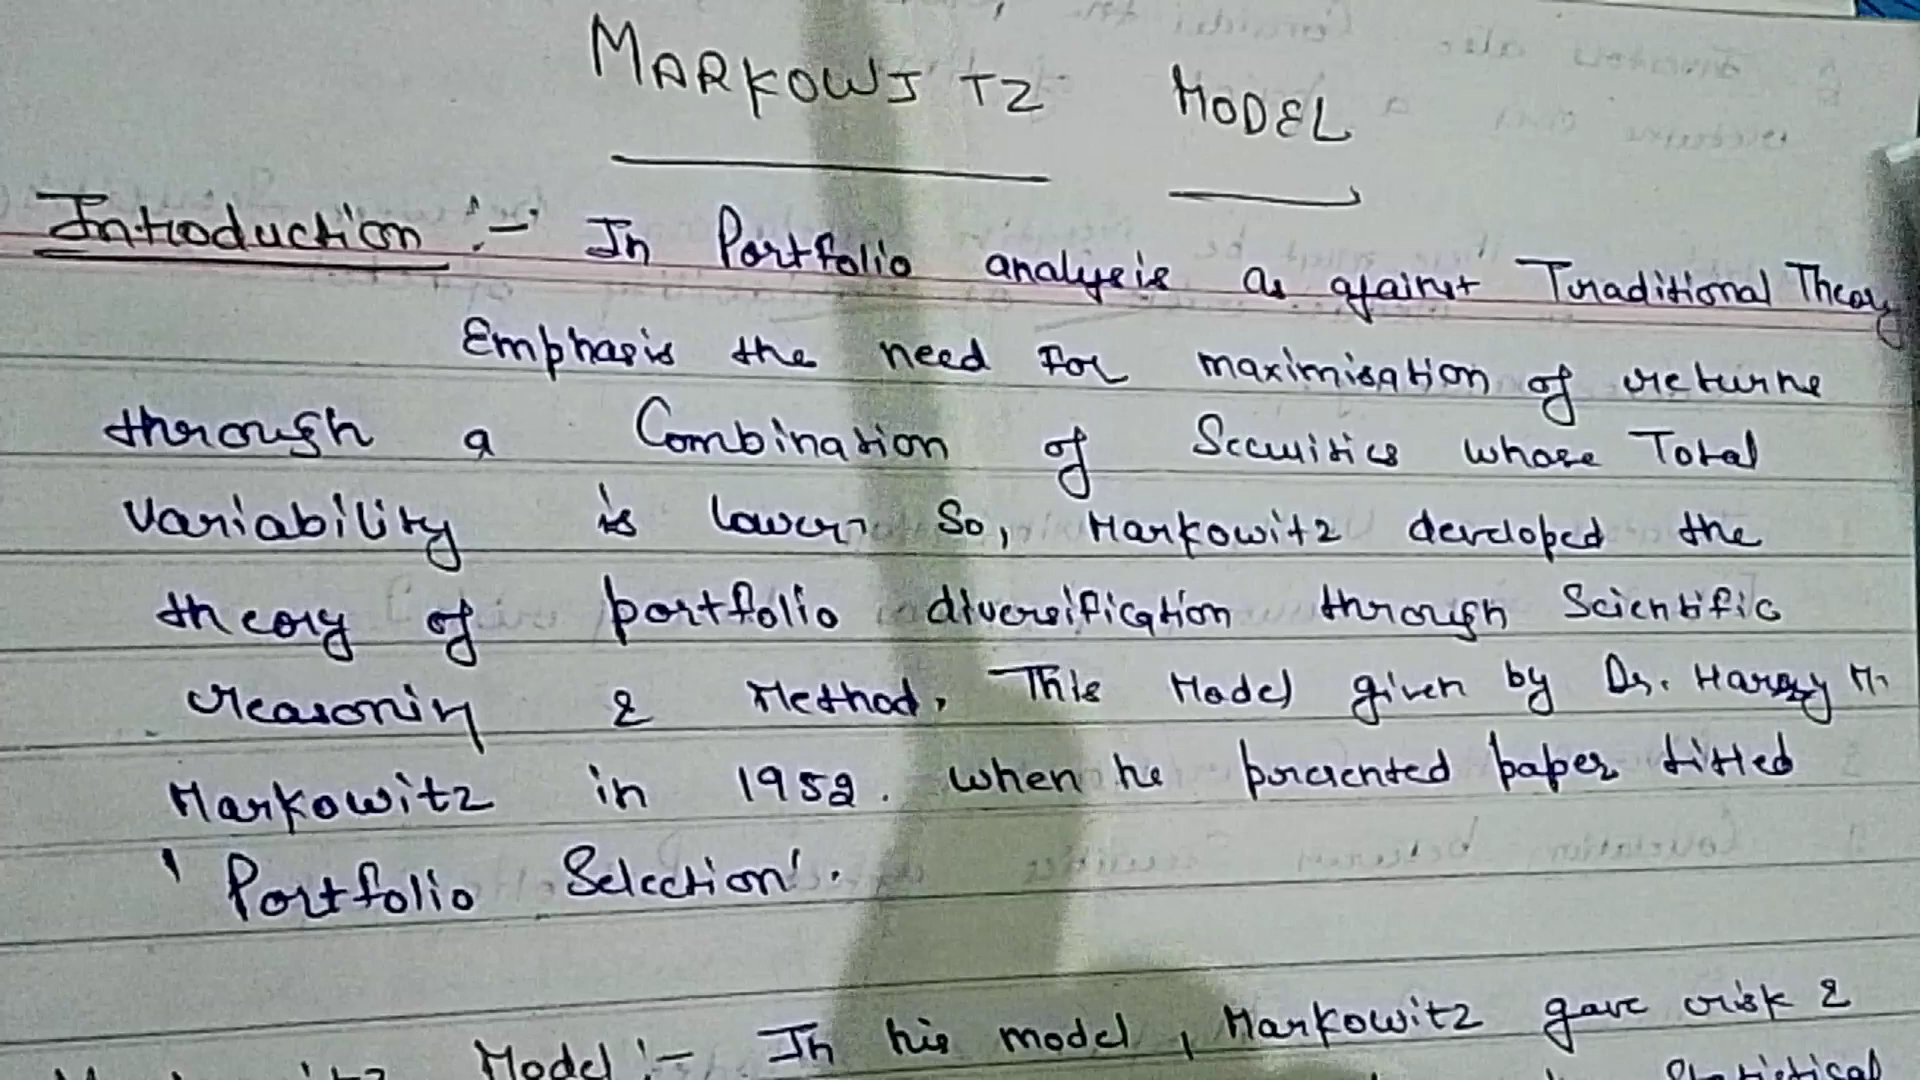 MARKOWITZ MODEL
Introduction :- In Portfolio analysis as against Traditional Theory
Emphasis the need For maximisation of returns
through a Combination of Securities whose Total
Variability is lower. So, Markowitz developed the
theory of portfolio diversification through Scientific
reasoning & Method. This Model given by Dr. Harry M.
Markowitz in 1952. when he presented paper titled
'Portfolio Selection'.
Model :- In his model, Markowitz gave risk &
Statistical